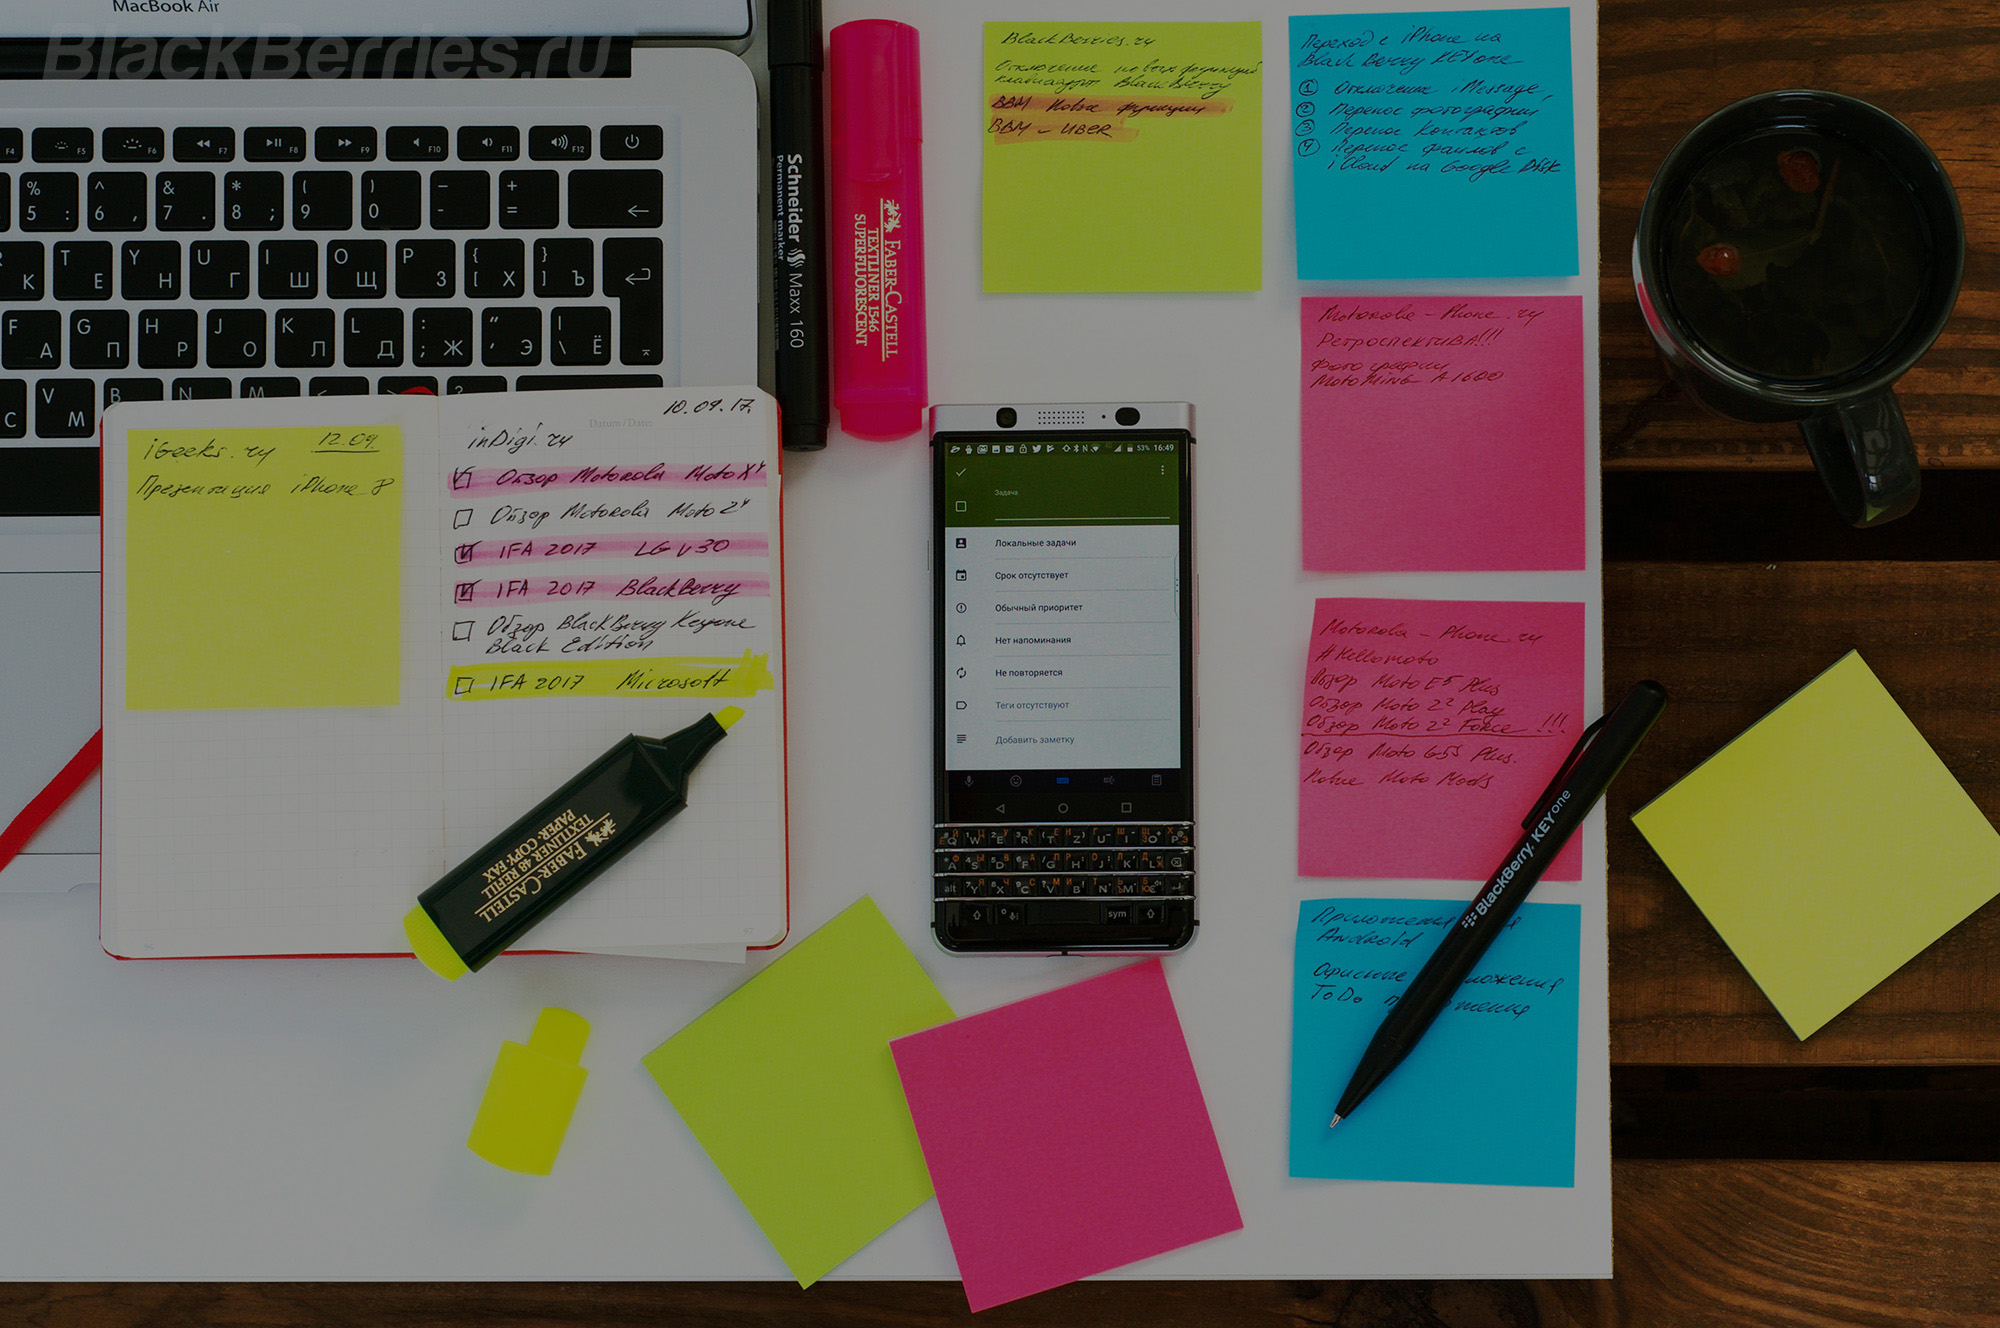 MacBook Air
BlackBerries.ru
F4 F5 F6 F7 F8 F9 F10 F11 F12
% 5 : ^ 6 , & 7 . * 8 ; ( 9 ) 0 _ - + =
К T Е Y Н U Г I Ш O Щ P З { [ Х } ] Ъ
F А G П H Р J О K Л L Д : ; Ж " ' Э | \ Ё
С V М B N M ?
Schneider Maxx 160
Permanent marker
FABER-CASTELL
TEXTLINER 1546
SUPERFLUORESCENT
BlackBerries.ru
Отключение новых функций
клавиатуры BlackBerry
BBM Новые функции
BBM – UBER
Переход с iPhone на
BlackBerry KEYone
① Отключение iMessage,
② Перенос фотографий
③ Перенос контактов
④ Перенос файлов с
iCloud на Google Disk
Motorola – Phone.ru
Ретроспектива!!!
Фотографии
MotoMing A1600
Motorola – Phone.ru
#Hellomoto
Обзор Moto E5 Plus
Обзор Moto Z² Play
Обзор Moto Z² Force !!!
Обзор Moto G5S Plus.
Новые Moto Mods
Приложения
Android
Офисные
ToDo
BlackBerry. KEYone
iGeeks.ru 12.09.
Презентация iPhone 8
10.09.17.
Datum / Date:
inDigi.ru
Обзор Motorola Moto X4
Обзор Motorola Moto Z4
IFA 2017 LG V30
IFA 2017 BlackBerry
Обзор BlackBerry Keyone
Black Edition
IFA 2017 Microsoft
FABER-CASTELL
TEXTLINER 48 REFILL
PAPER·COPY·FAX
53% 16:49
Задача
Локальные задачи
Срок отсутствует
Обычный приоритет
Нет напоминания
Не повторяется
Теги отсутствуют
Добавить заметку
Q W E R T Z U I O P
A S D F G H J K L
alt Y X C V B N M
sym